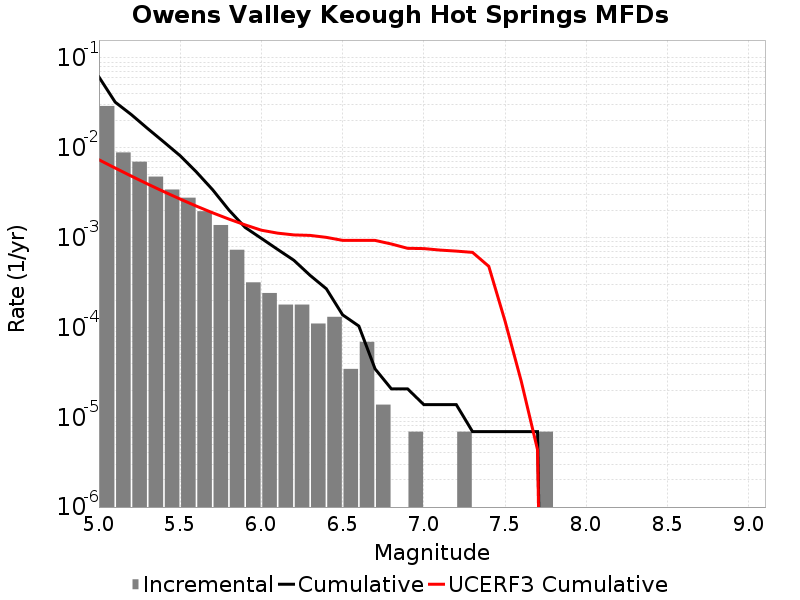 Owens Valley Keough Hot Springs MFDs
Rate (1/yr)
10^-1
10^-2
10^-3
10^-4
10^-5
10^-6
5.0 5.5 6.0 6.5 7.0 7.5 8.0 8.5 9.0
Magnitude
Incremental Cumulative UCERF3 Cumulative